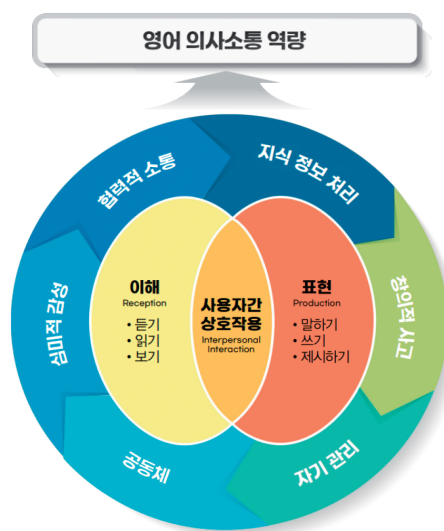 영어 의사소통 역량
협력적 소통
지식 정보 처리
창의적 사고
자기 관리
공동체
심미적 감성
이해
Reception
• 듣기
• 읽기
• 보기
사용자간
상호작용
Interpersonal
Interaction
표현
Production
• 말하기
• 쓰기
• 제시하기